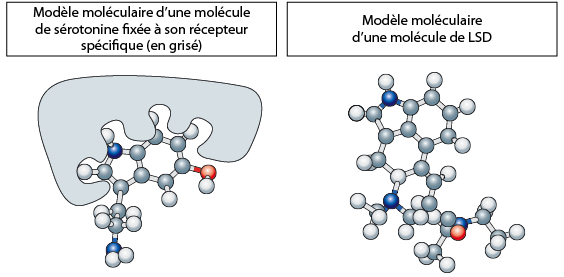 Modèle moléculaire d'une molécule
de sérotonine fixée à son récepteur
spécifique (en grisé)
Modèle moléculaire
d'une molécule de LSD